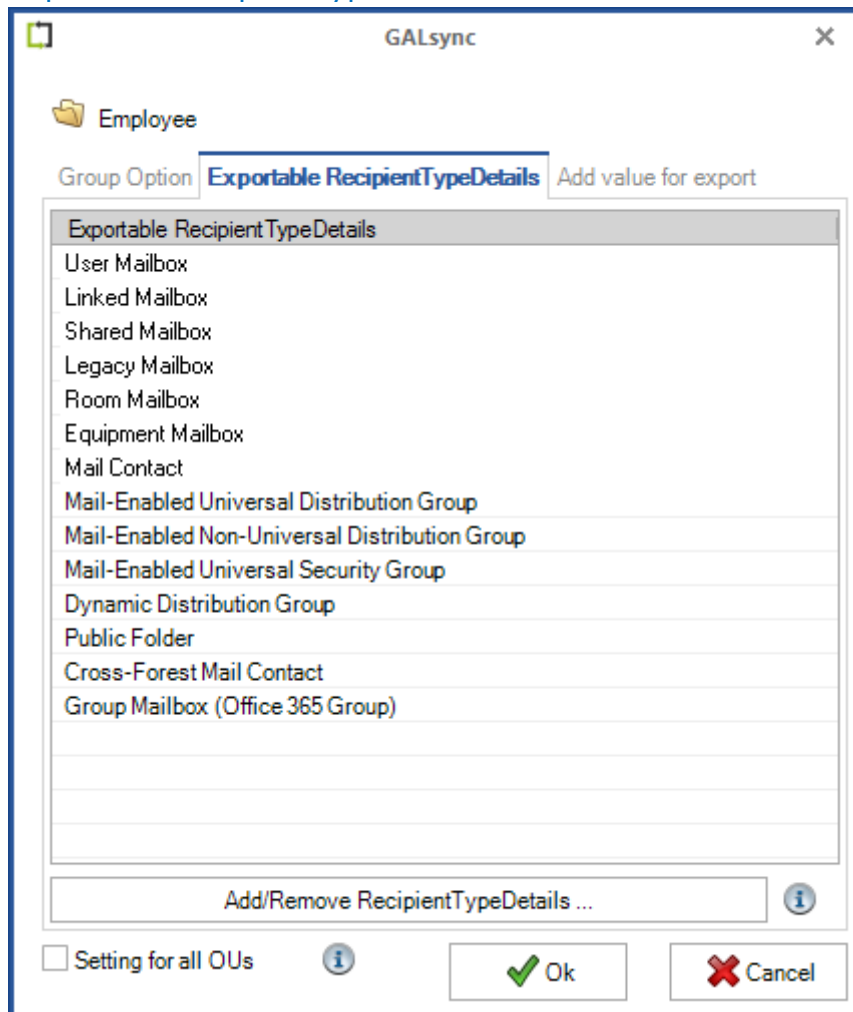 GALsync
Employee
Group Option Exportable RecipientTypeDetails Add value for export
Exportable RecipientTypeDetails
User Mailbox
Linked Mailbox
Shared Mailbox
Legacy Mailbox
Room Mailbox
Equipment Mailbox
Mail Contact
Mail-Enabled Universal Distribution Group
Mail-Enabled Non-Universal Distribution Group
Mail-Enabled Universal Security Group
Dynamic Distribution Group
Public Folder
Cross-Forest Mail Contact
Group Mailbox (Office 365 Group)
Add/Remove RecipientTypeDetails ...
Setting for all OUs Ok Cancel